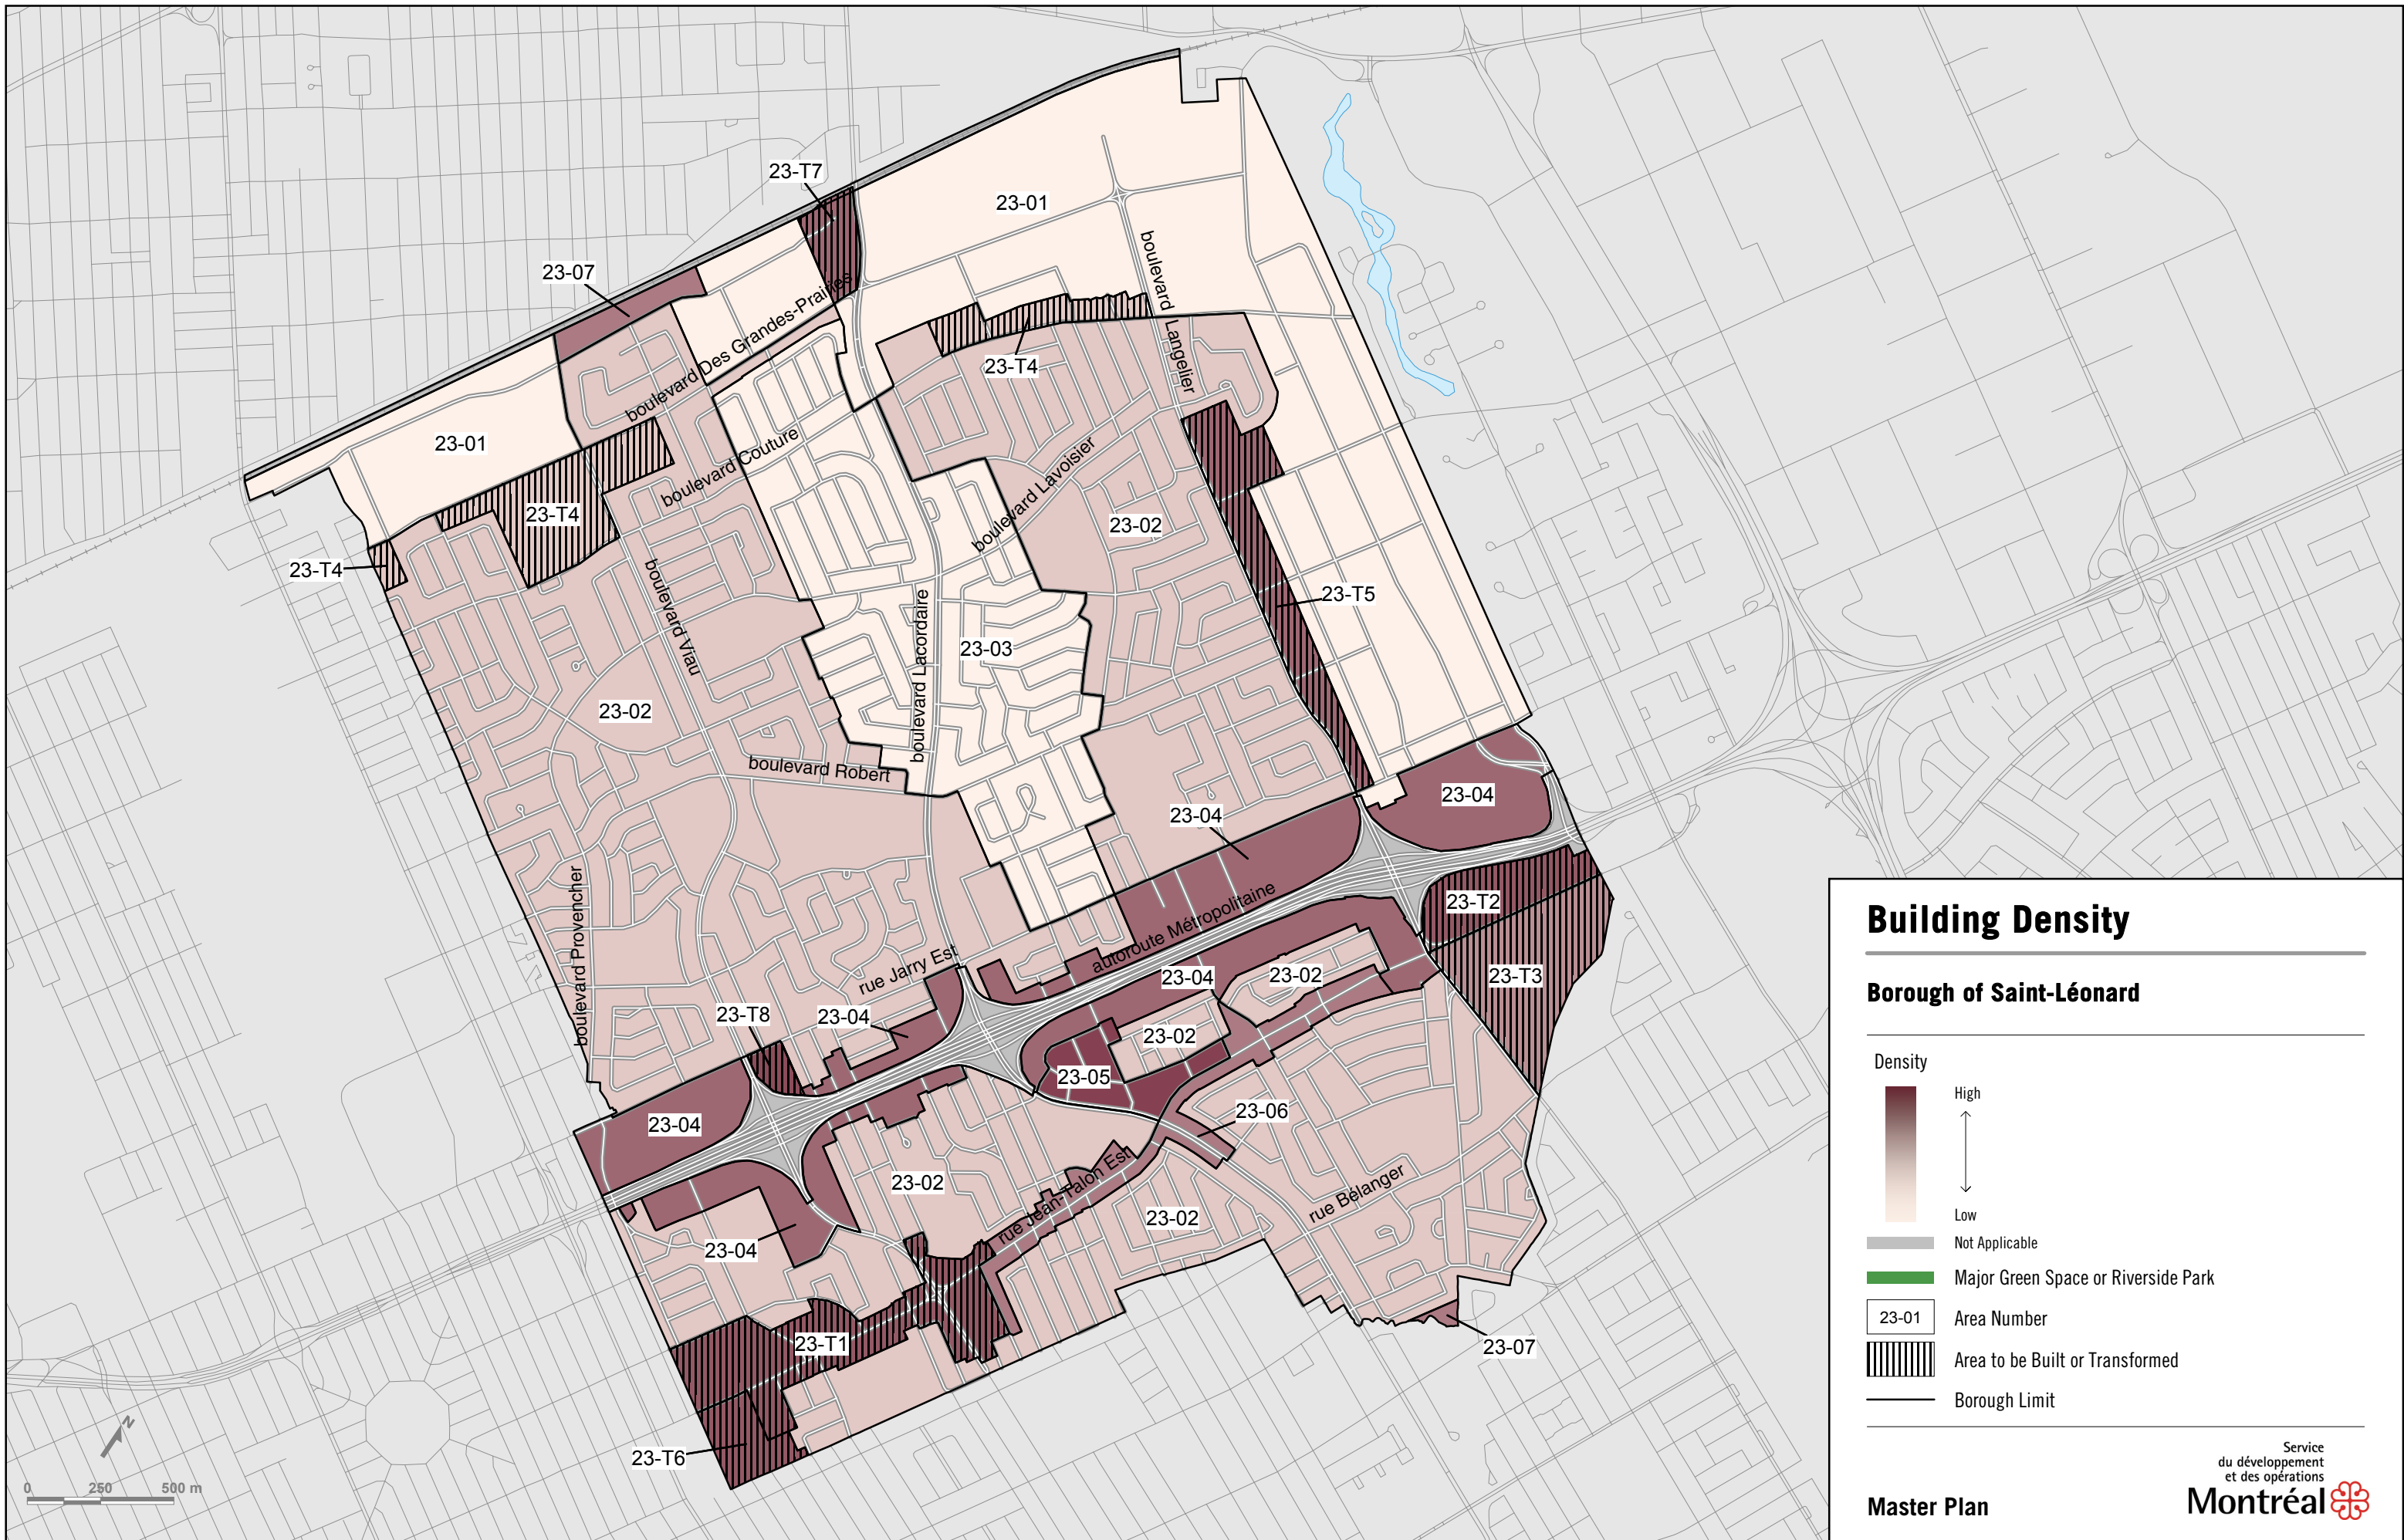 23-T7
23-01
23-07
boulevard Langelier
boulevard Des Grandes-Prairies
23-T4
23-01
boulevard Couture
boulevard Lavoisier
23-T4
23-02
23-T4
boulevard Viau
23-T5
boulevard Lacordaire
23-03
23-02
boulevard Robert
23-04
23-04
boulevard Provencher
23-T2
autoroute Métropolitaine
rue Jarry Est
23-04
23-02
23-T3
23-T8
23-04
23-02
23-05
23-04
23-06
23-02
rue Jean-Talon Est
rue Bélanger
23-02
23-04
23-T1
23-07
23-T6
N
0 250 500 m
Building Density
Borough of Saint-Léonard
Density
High
Low
Not Applicable
Major Green Space or Riverside Park
23-01 Area Number
Area to be Built or Transformed
Borough Limit
Service
du développement
et des opérations
Master Plan
Montréal